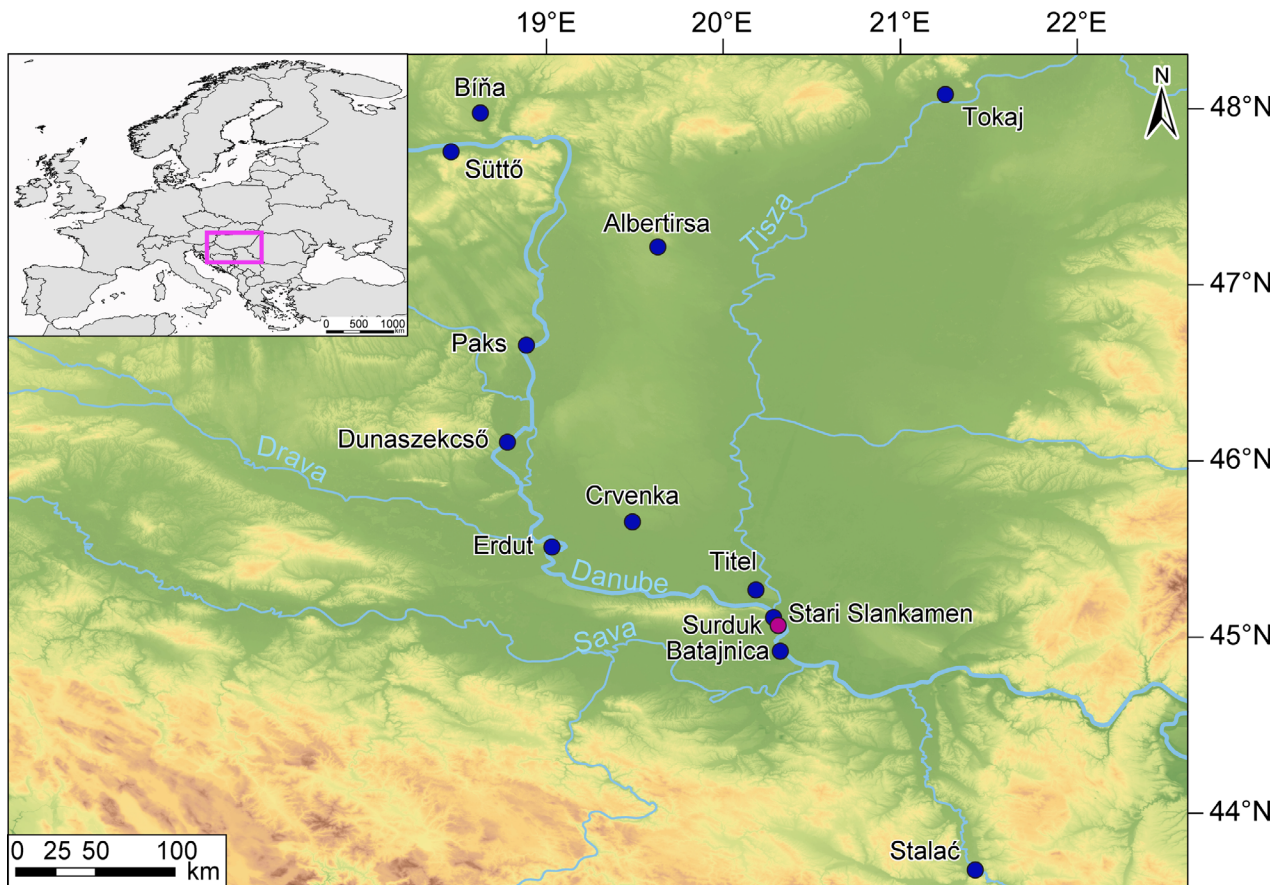 19°E 20°E 21°E 22°E
N
Bíňa
48°N
Tokaj
Süttő
Albertirsa
Tisza
47°N
0 500 1000
km
Paks
Dunaszekcső
Drava
46°N
Crvenka
Erdut
Titel
Danube
Stari Slankamen
Surduk
Sava
45°N
Batajnica
44°N
Stalać
0 25 50 100
km